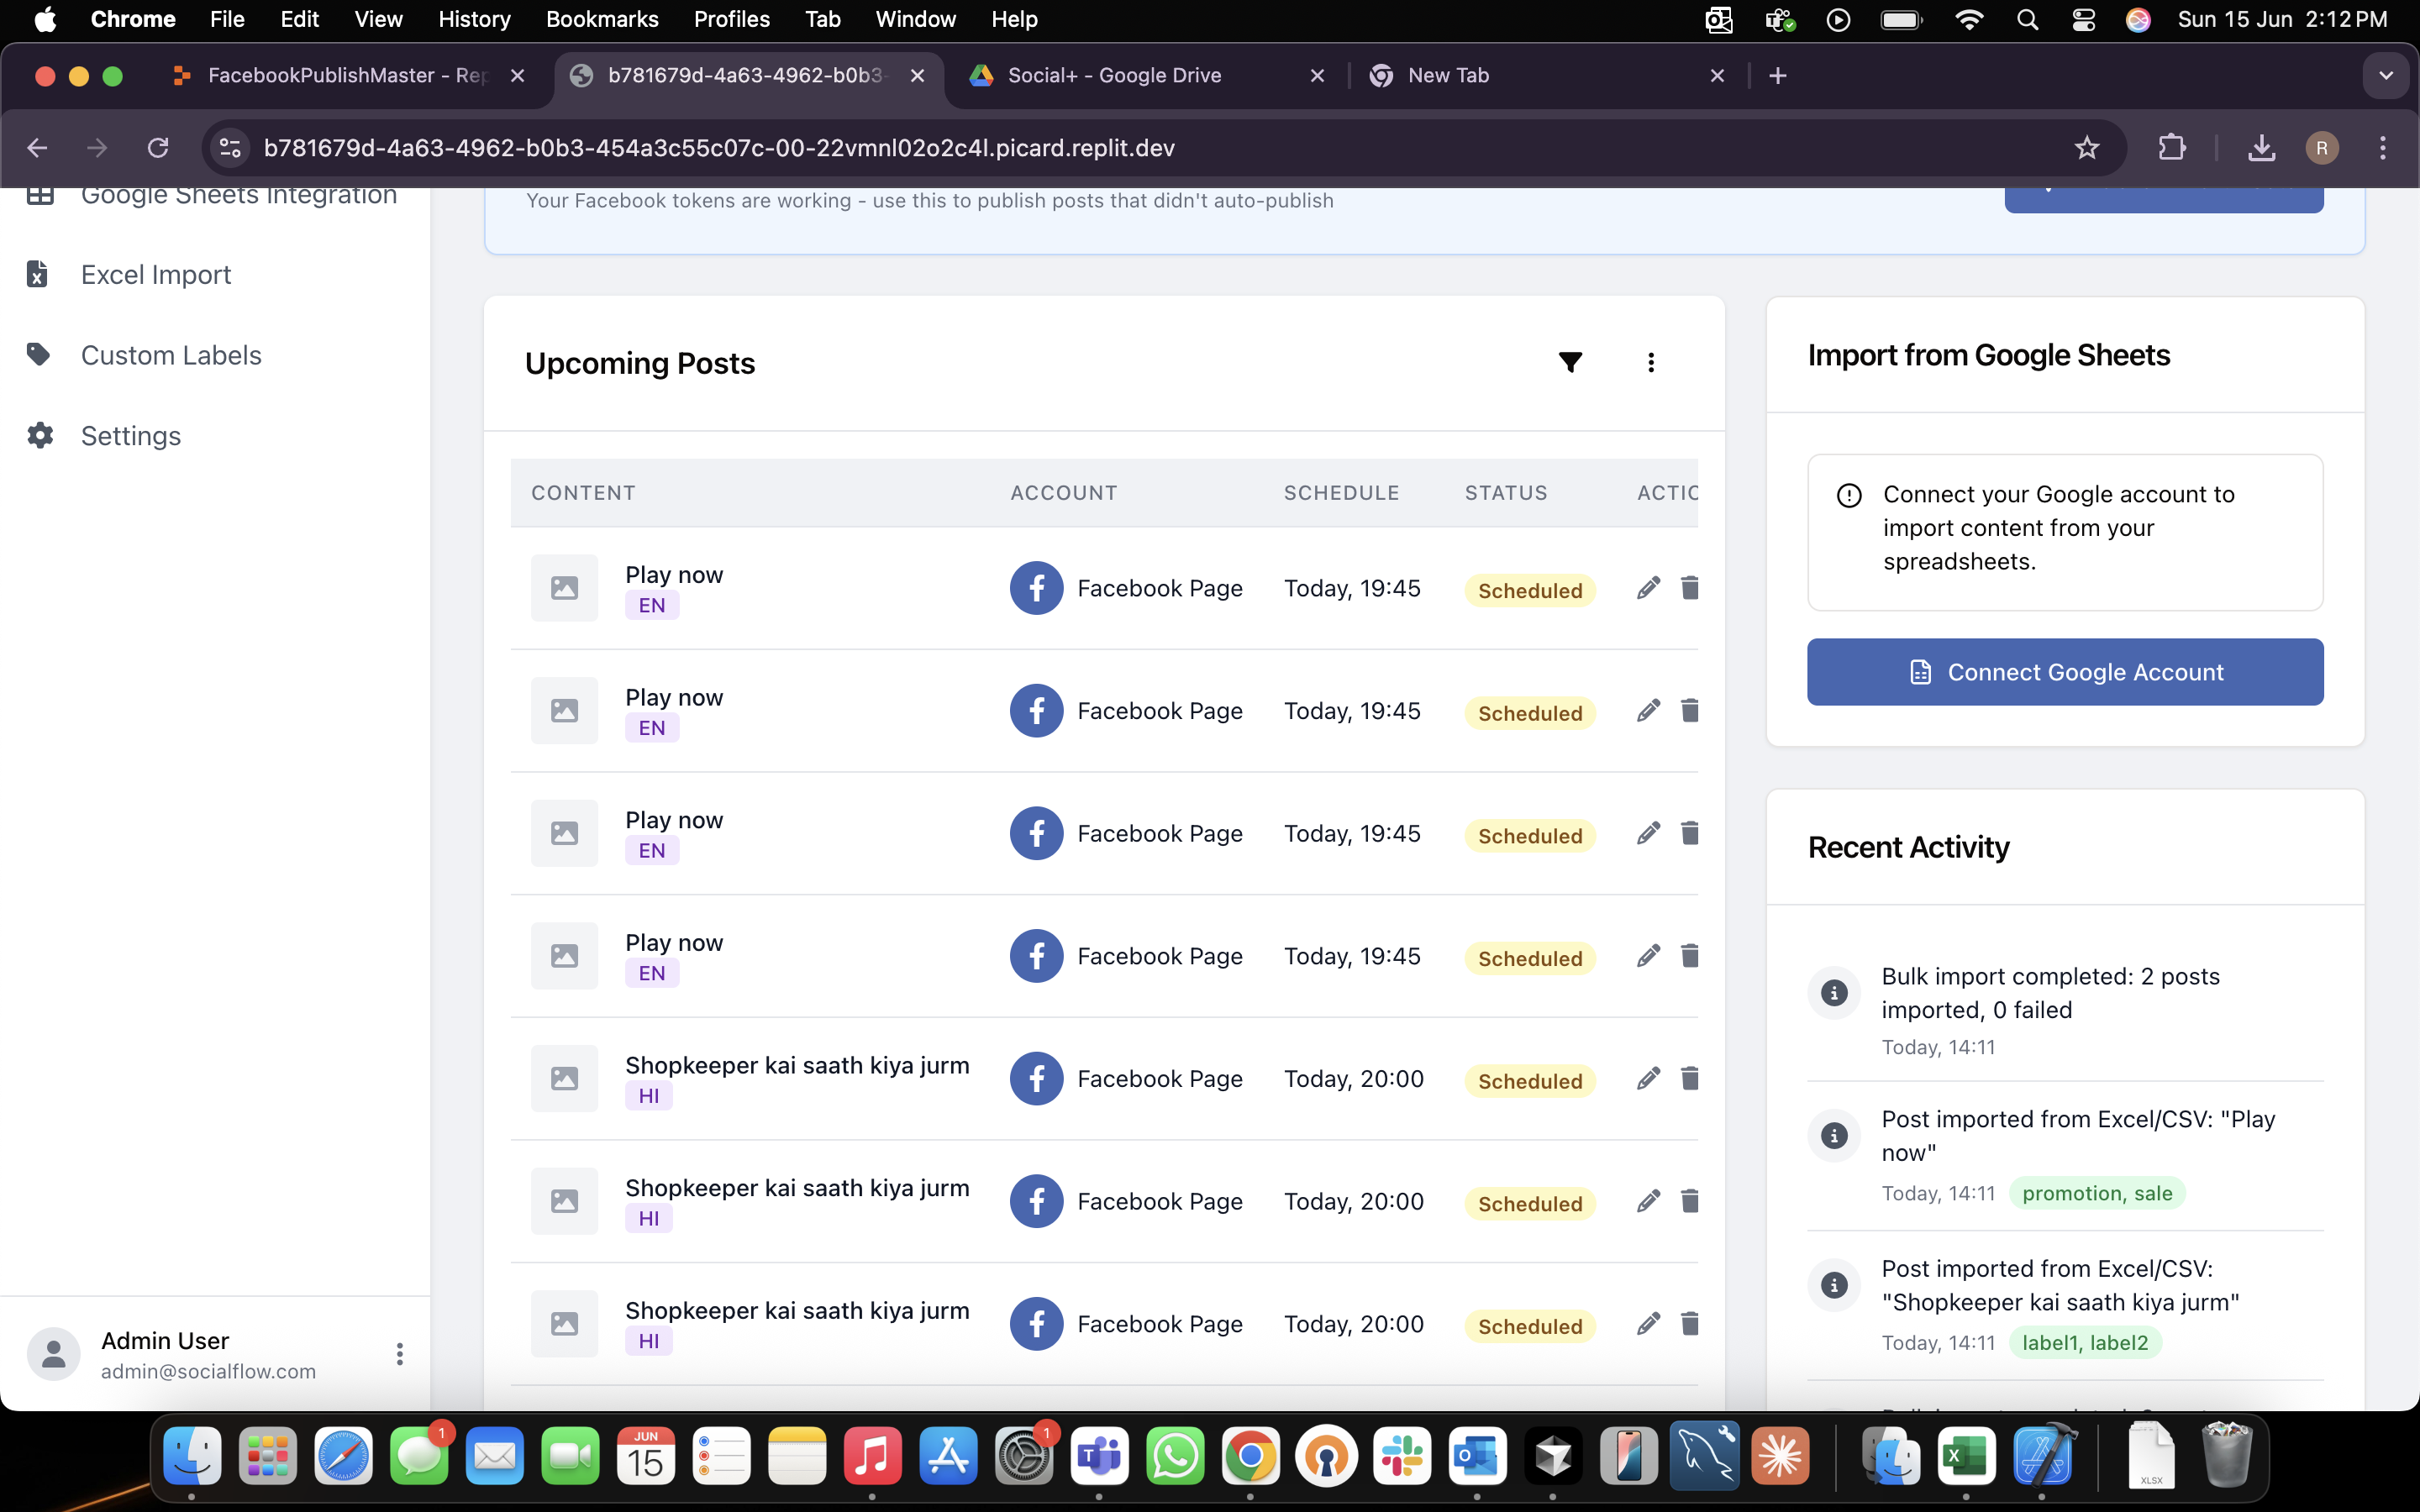 Chrome File Edit View History Bookmarks Profiles Tab Window Help
Sun 15 Jun 2:12 PM
FacebookPublishMaster - Rep
b781679d-4a63-4962-b0b3-
Social+ - Google Drive
New Tab
b781679d-4a63-4962-b0b3-454a3c55c07c-00-22vmnl02o2c4l.picard.replit.dev
R
Google Sheets Integration
Excel Import
Custom Labels
Settings
Admin User
admin@socialflow.com
Your Facebook tokens are working - use this to publish posts that didn't auto-publish
Upcoming Posts
CONTENT ACCOUNT SCHEDULE STATUS ACTIO
Play now
EN
Facebook Page Today, 19:45 Scheduled
Play now
EN
Facebook Page Today, 19:45 Scheduled
Play now
EN
Facebook Page Today, 19:45 Scheduled
Play now
EN
Facebook Page Today, 19:45 Scheduled
Shopkeeper kai saath kiya jurm
HI
Facebook Page Today, 20:00 Scheduled
Shopkeeper kai saath kiya jurm
HI
Facebook Page Today, 20:00 Scheduled
Shopkeeper kai saath kiya jurm
HI
Facebook Page Today, 20:00 Scheduled
Import from Google Sheets
Connect your Google account to
import content from your
spreadsheets.
Connect Google Account
Recent Activity
Bulk import completed: 2 posts
imported, 0 failed
Today, 14:11
Post imported from Excel/CSV: "Play
now"
Today, 14:11 promotion, sale
Post imported from Excel/CSV:
"Shopkeeper kai saath kiya jurm"
Today, 14:11 label1, label2
1
JUN
15
1
XLSX